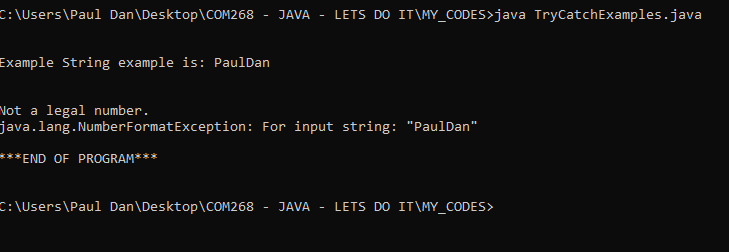 C:\Users\Paul Dan\Desktop\COM268 - JAVA - LETS DO IT\MY_CODES>java TryCatchExamples.java
Example String example is: PaulDan
Not a legal number.
java.lang.NumberFormatException: For input string: "PaulDan"
***END OF PROGRAM***
C:\Users\Paul Dan\Desktop\COM268 - JAVA - LETS DO IT\MY_CODES>